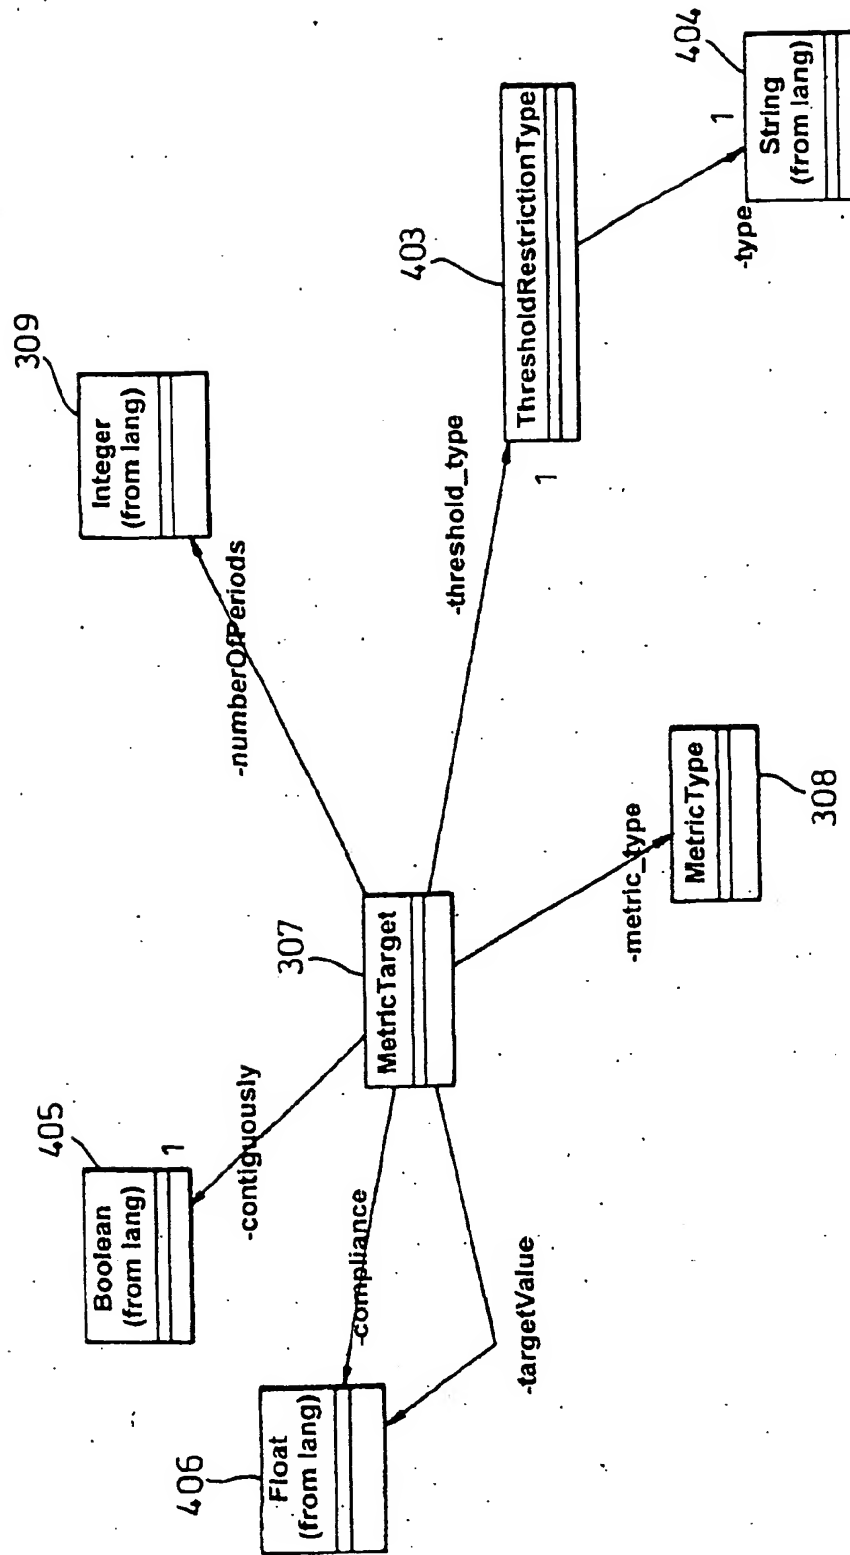 405
Boolean
(from lang)
1
-contiguously
309
Integer
(from lang)
-numberOfPeriods
406
Float
(from lang)
-compliance
-targetValue
307
MetricTarget
-threshold_type
403
ThresholdRestrictionType
1
-metric_type
MetricType
308
-type
1
404
String
(from lang)